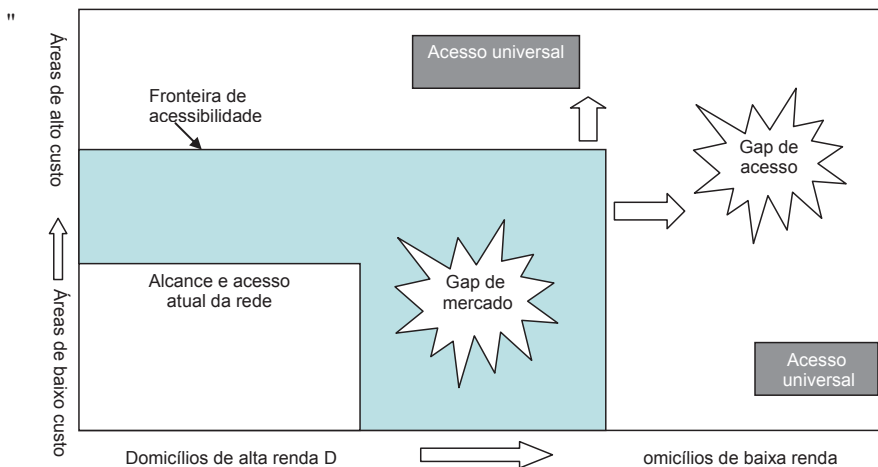 "
Áreas de alto custo
Áreas de baixo custo
Acesso universal
Fronteira de
acessibilidade
Gap de
acesso
Alcance e acesso
atual da rede
Gap de
mercado
Acesso
universal
Domicílios de alta renda D
omicílios de baixa renda